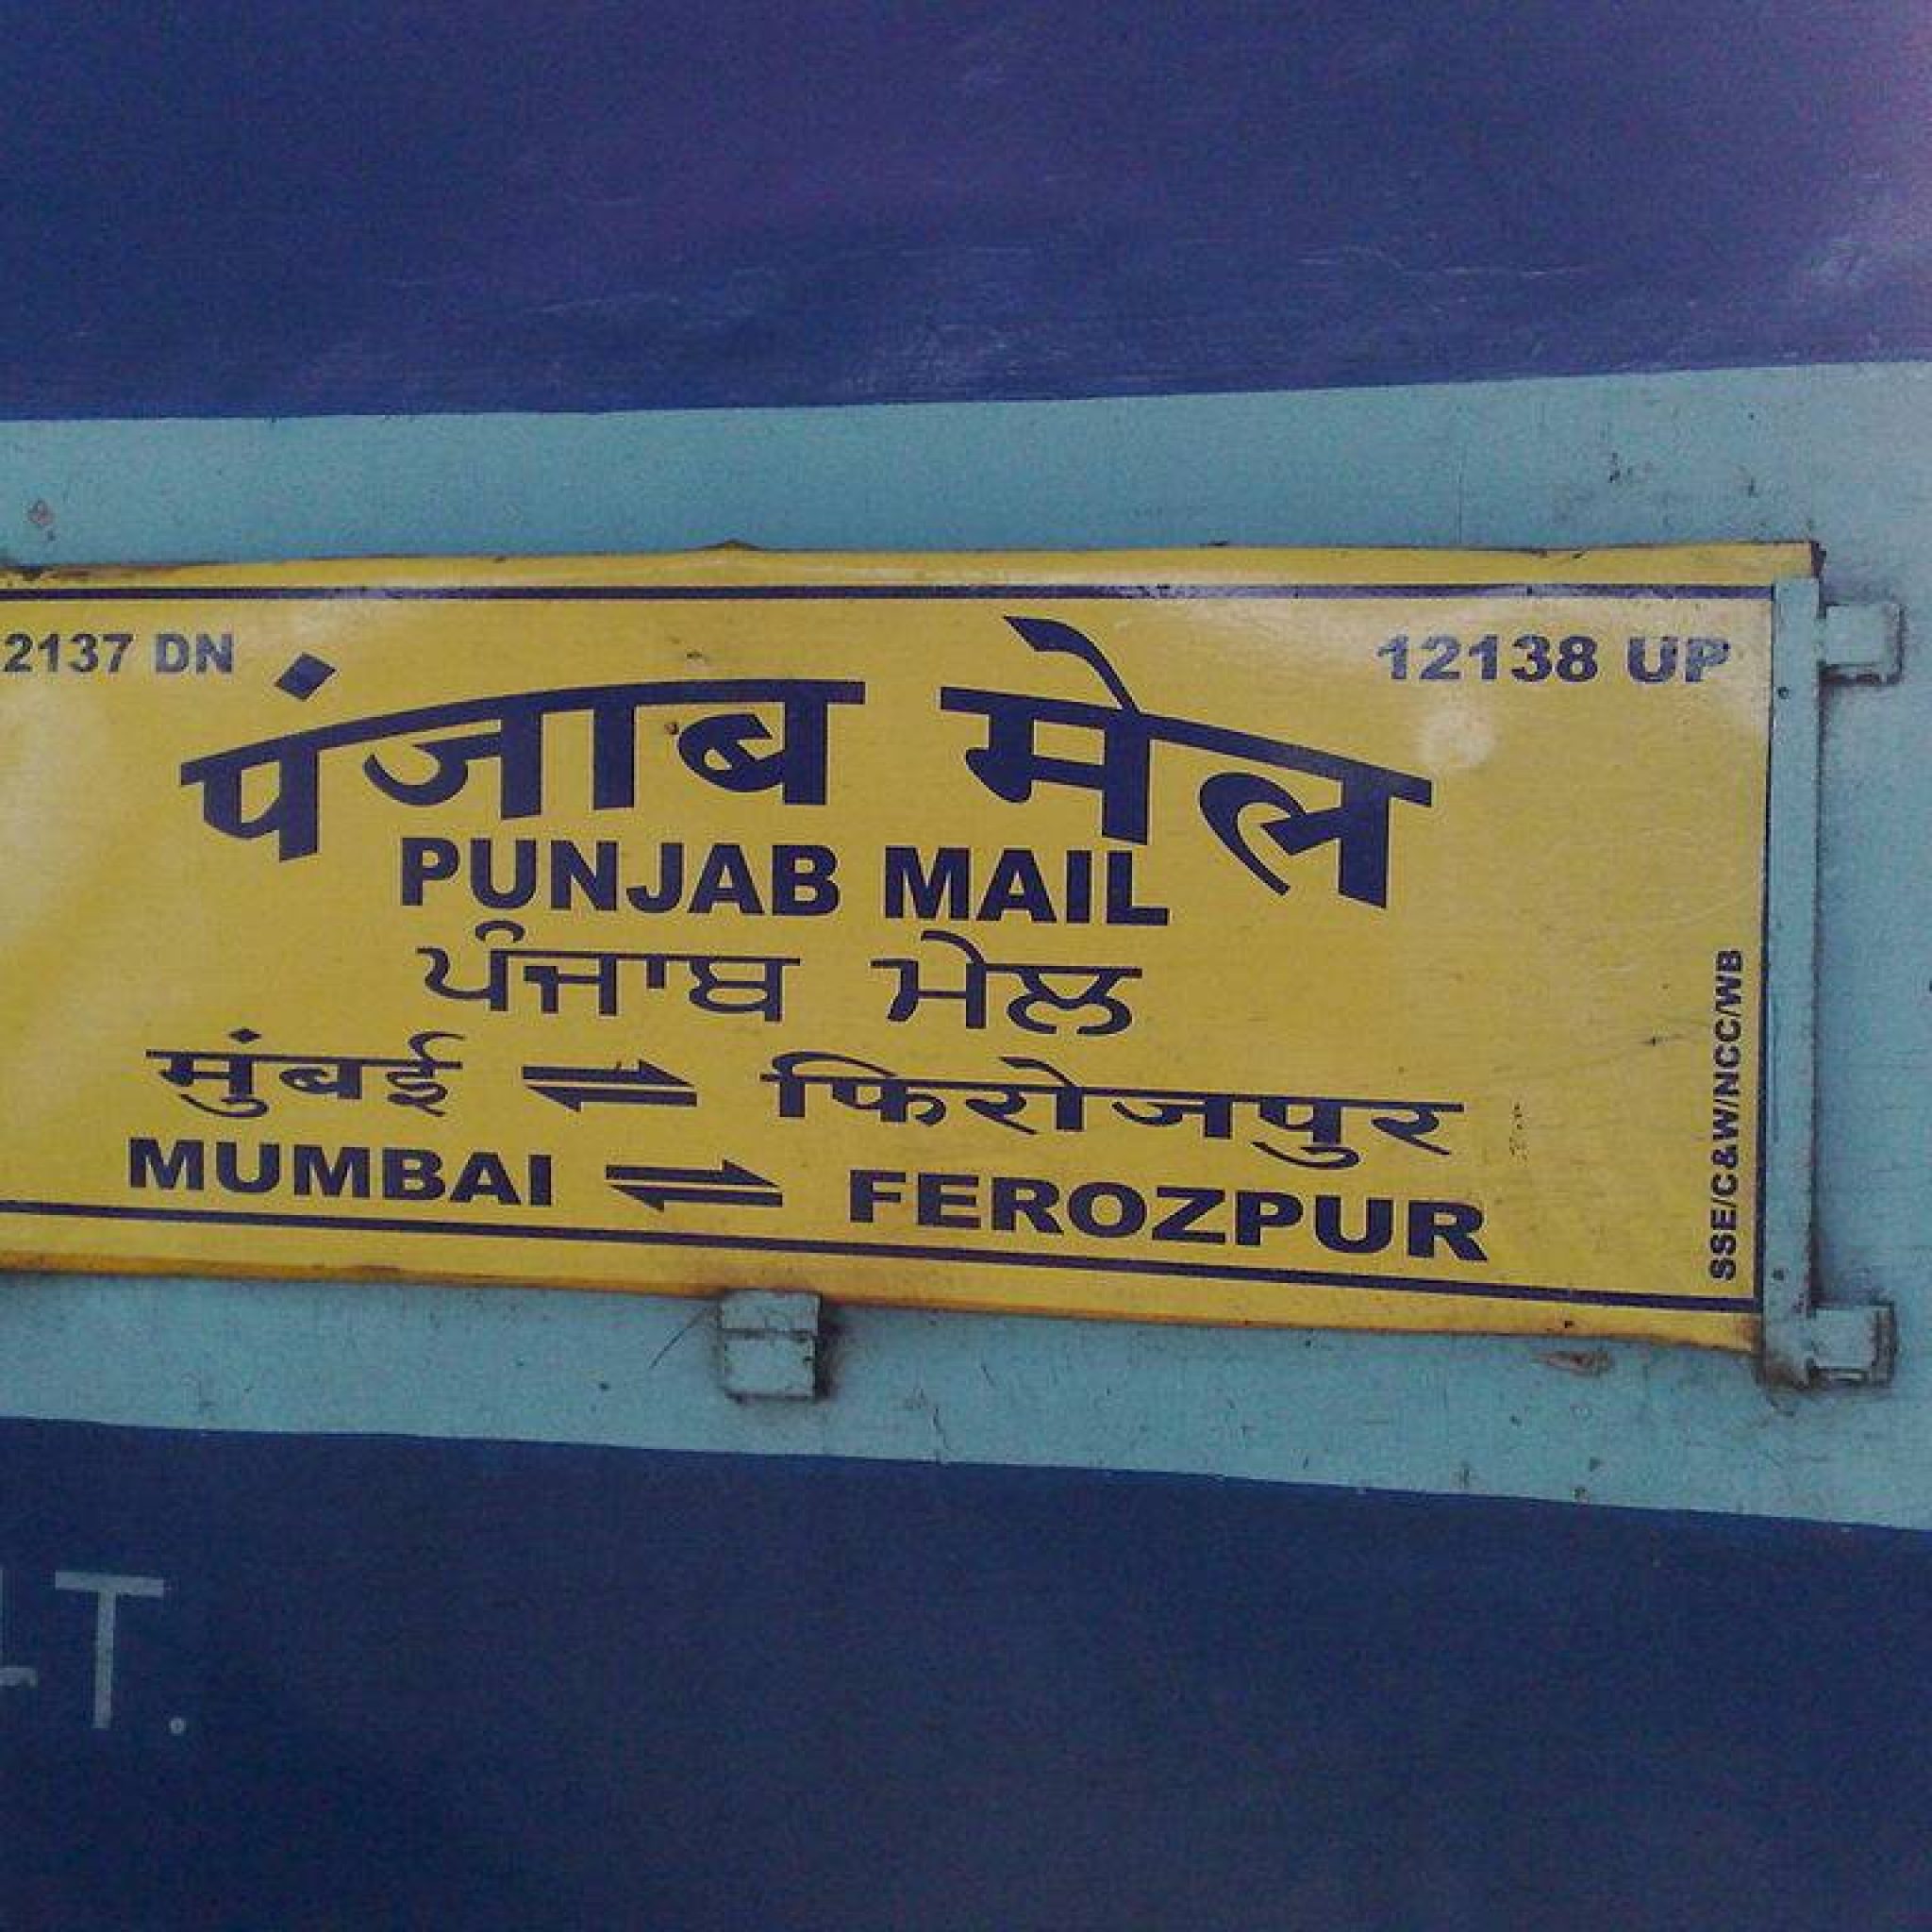 2137 DN
12138 UP
पंजाब मेल
PUNJAB MAIL
ਪੰਜਾਬ ਮੇਲ
मुंबई ⇌ फिरोजपुर
MUMBAI ⇌ FEROZPUR
SSE/C&W/NCC/WB
T.